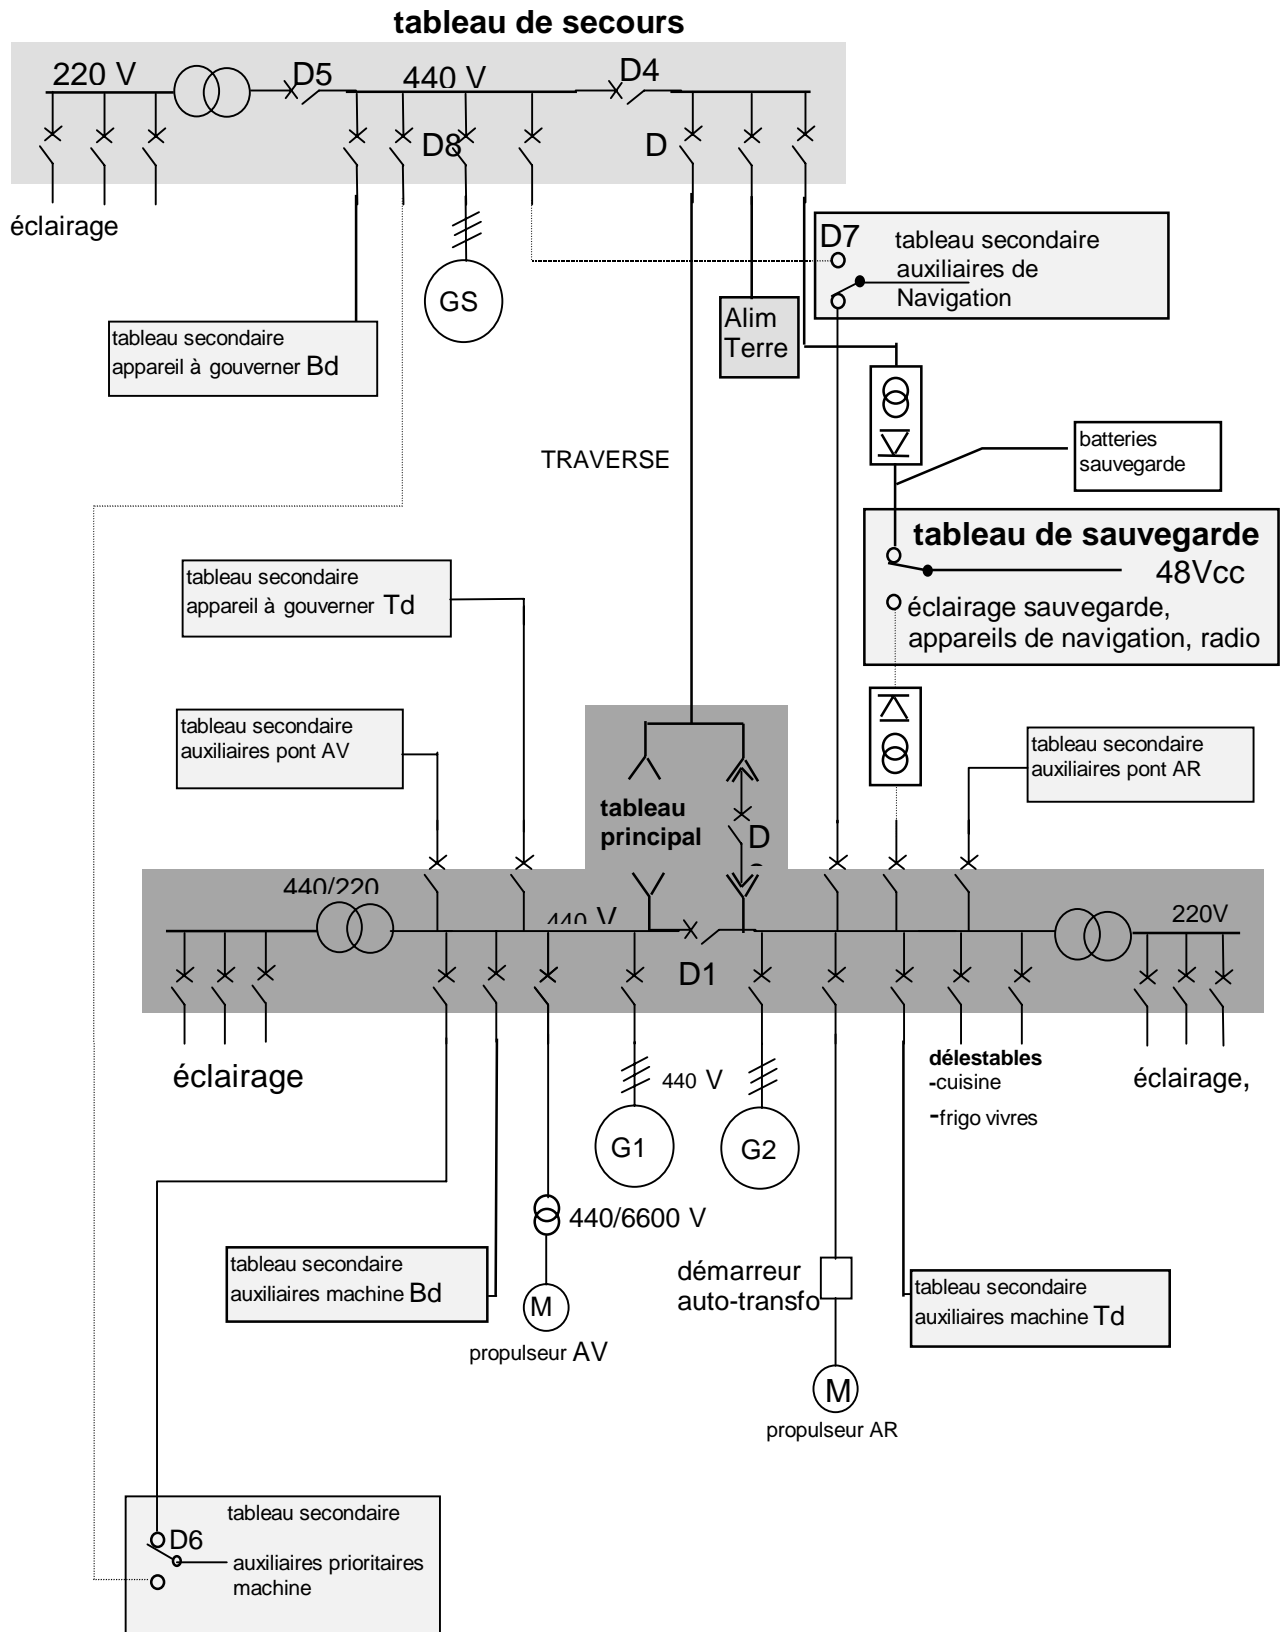 tableau de secours
220 V
D5
440 V
D4
D8
D
éclairage
GS
D7
tableau secondaire
auxiliaires de
Navigation
Alim
Terre
tableau secondaire
appareil à gouverner Bd
TRAVERSE
batteries
sauvegarde
tableau de sauvegarde
48Vcc
éclairage sauvegarde,
appareils de navigation, radio
tableau secondaire
appareil à gouverner Td
tableau secondaire
auxiliaires pont AV
tableau secondaire
auxiliaires pont AR
tableau
principal
D
440/220
440 V
220V
D1
éclairage
440 V
délestables
-cuisine
-frigo vivres
éclairage,
G1
G2
440/6600 V
tableau secondaire
auxiliaires machine Bd
M
propulseur AV
démarreur
auto-transfo
tableau secondaire
auxiliaires machine Td
M
propulseur AR
tableau secondaire
D6
auxiliaires prioritaires
machine